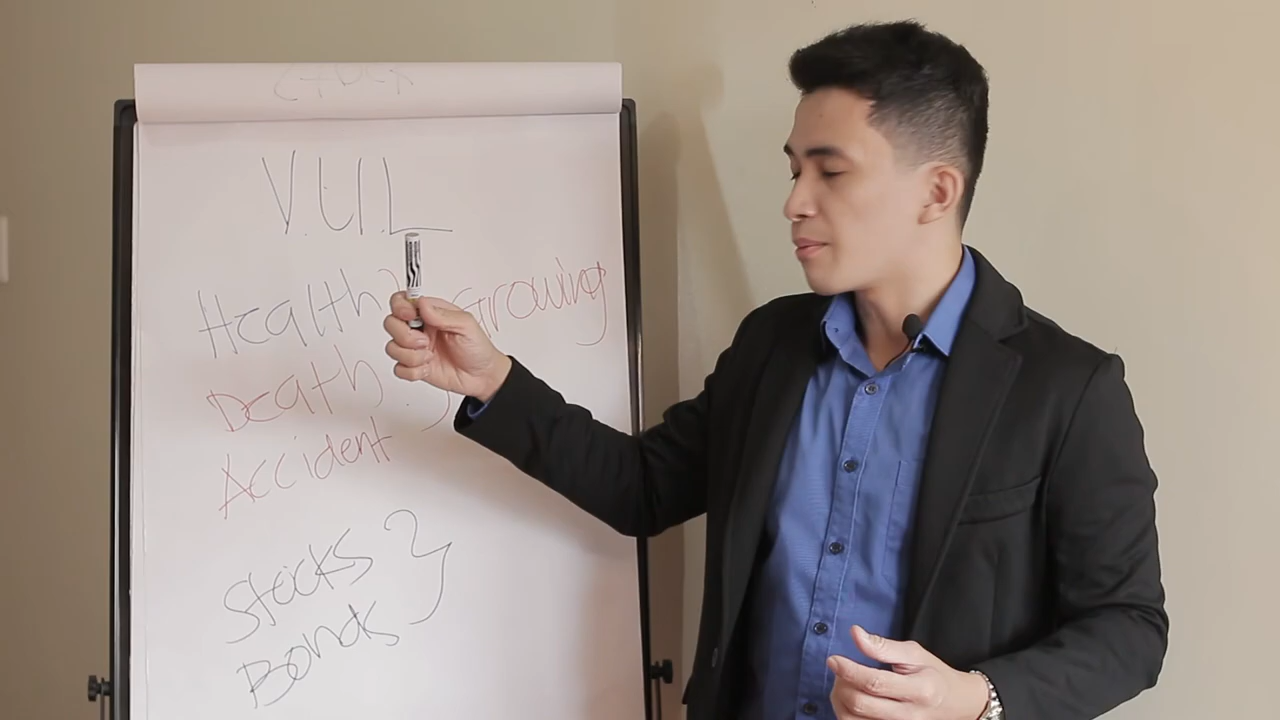 V.U.L
Health Growing
Death
Accident
Stocks
Bonds